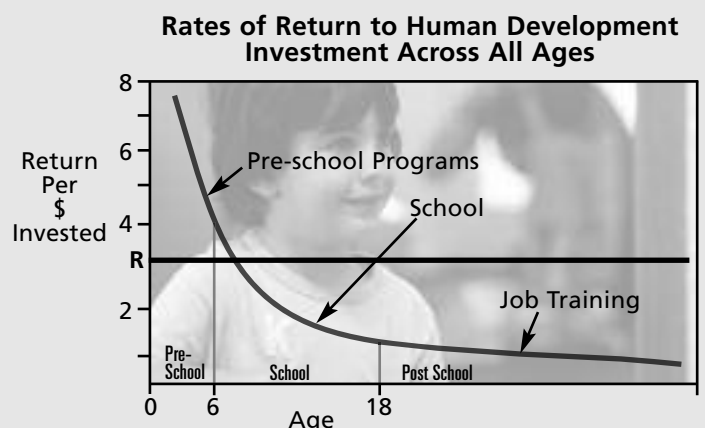 Rates of Return to Human Development
Investment Across All Ages
Return
Per
$
Invested
8
6
4
R
2
Pre-school Programs
School
Job Training
Pre-
School
School
Post School
0
6
18
Age